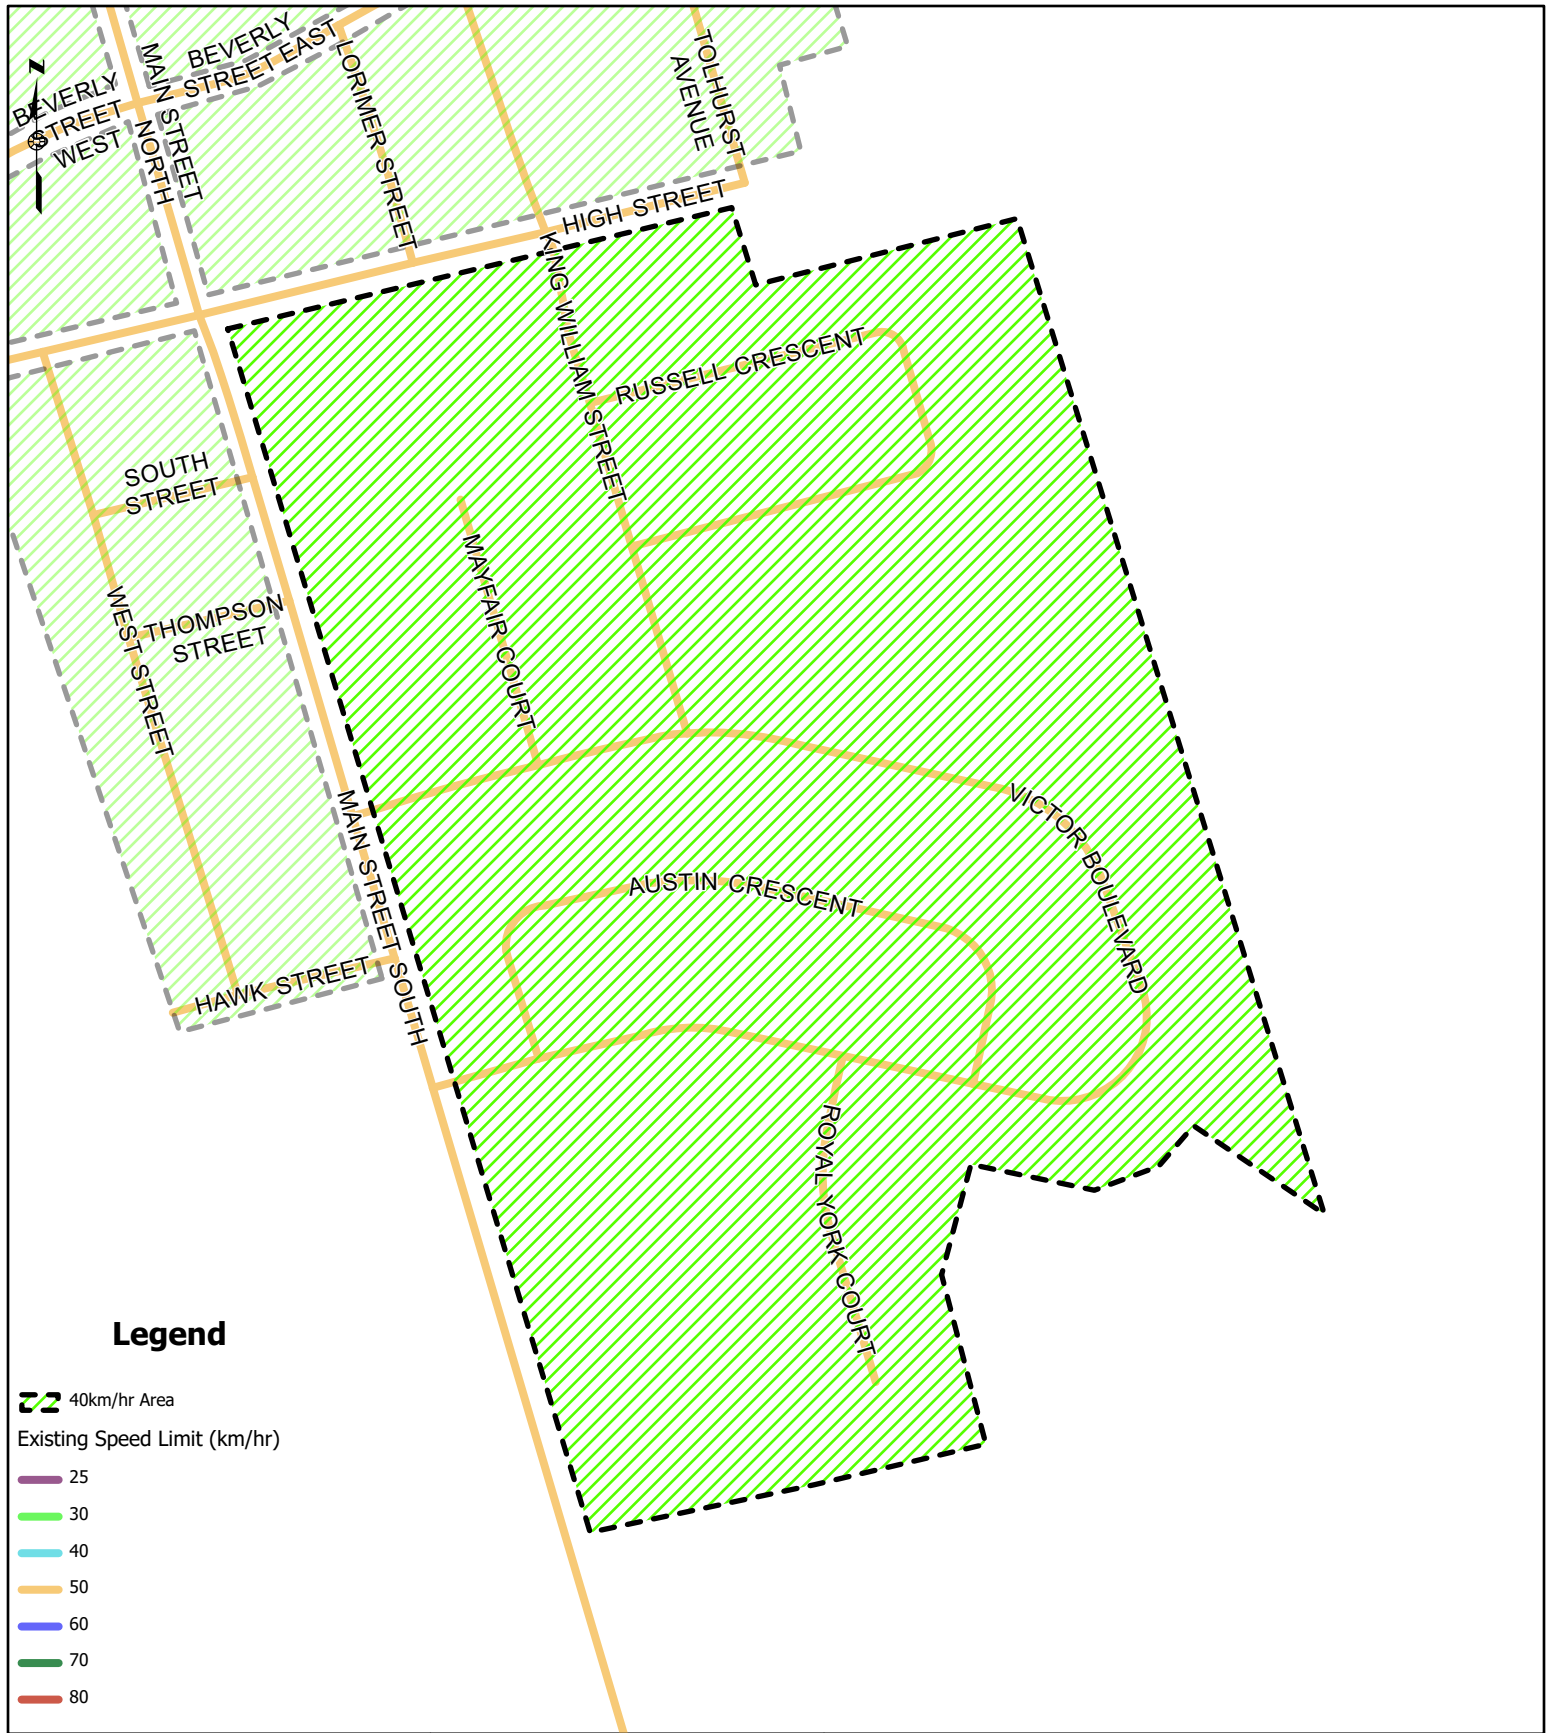 BEVERLY
STREET EAST
MAIN STREET
NORTH
BEVERLY
STREET
WEST
N
LORIMER STREET
TOLHURST
AVENUE
HIGH STREET
KING WILLIAM STREET
RUSSELL CRESCENT
SOUTH
STREET
MAYFAIR COURT
THOMPSON
STREET
WEST STREET
VICTOR BOULEVARD
MAIN STREET SOUTH
AUSTIN CRESCENT
HAWK STREET
ROYAL YORK COURT
Legend
40km/hr Area
Existing Speed Limit (km/hr)
25
30
40
50
60
70
80